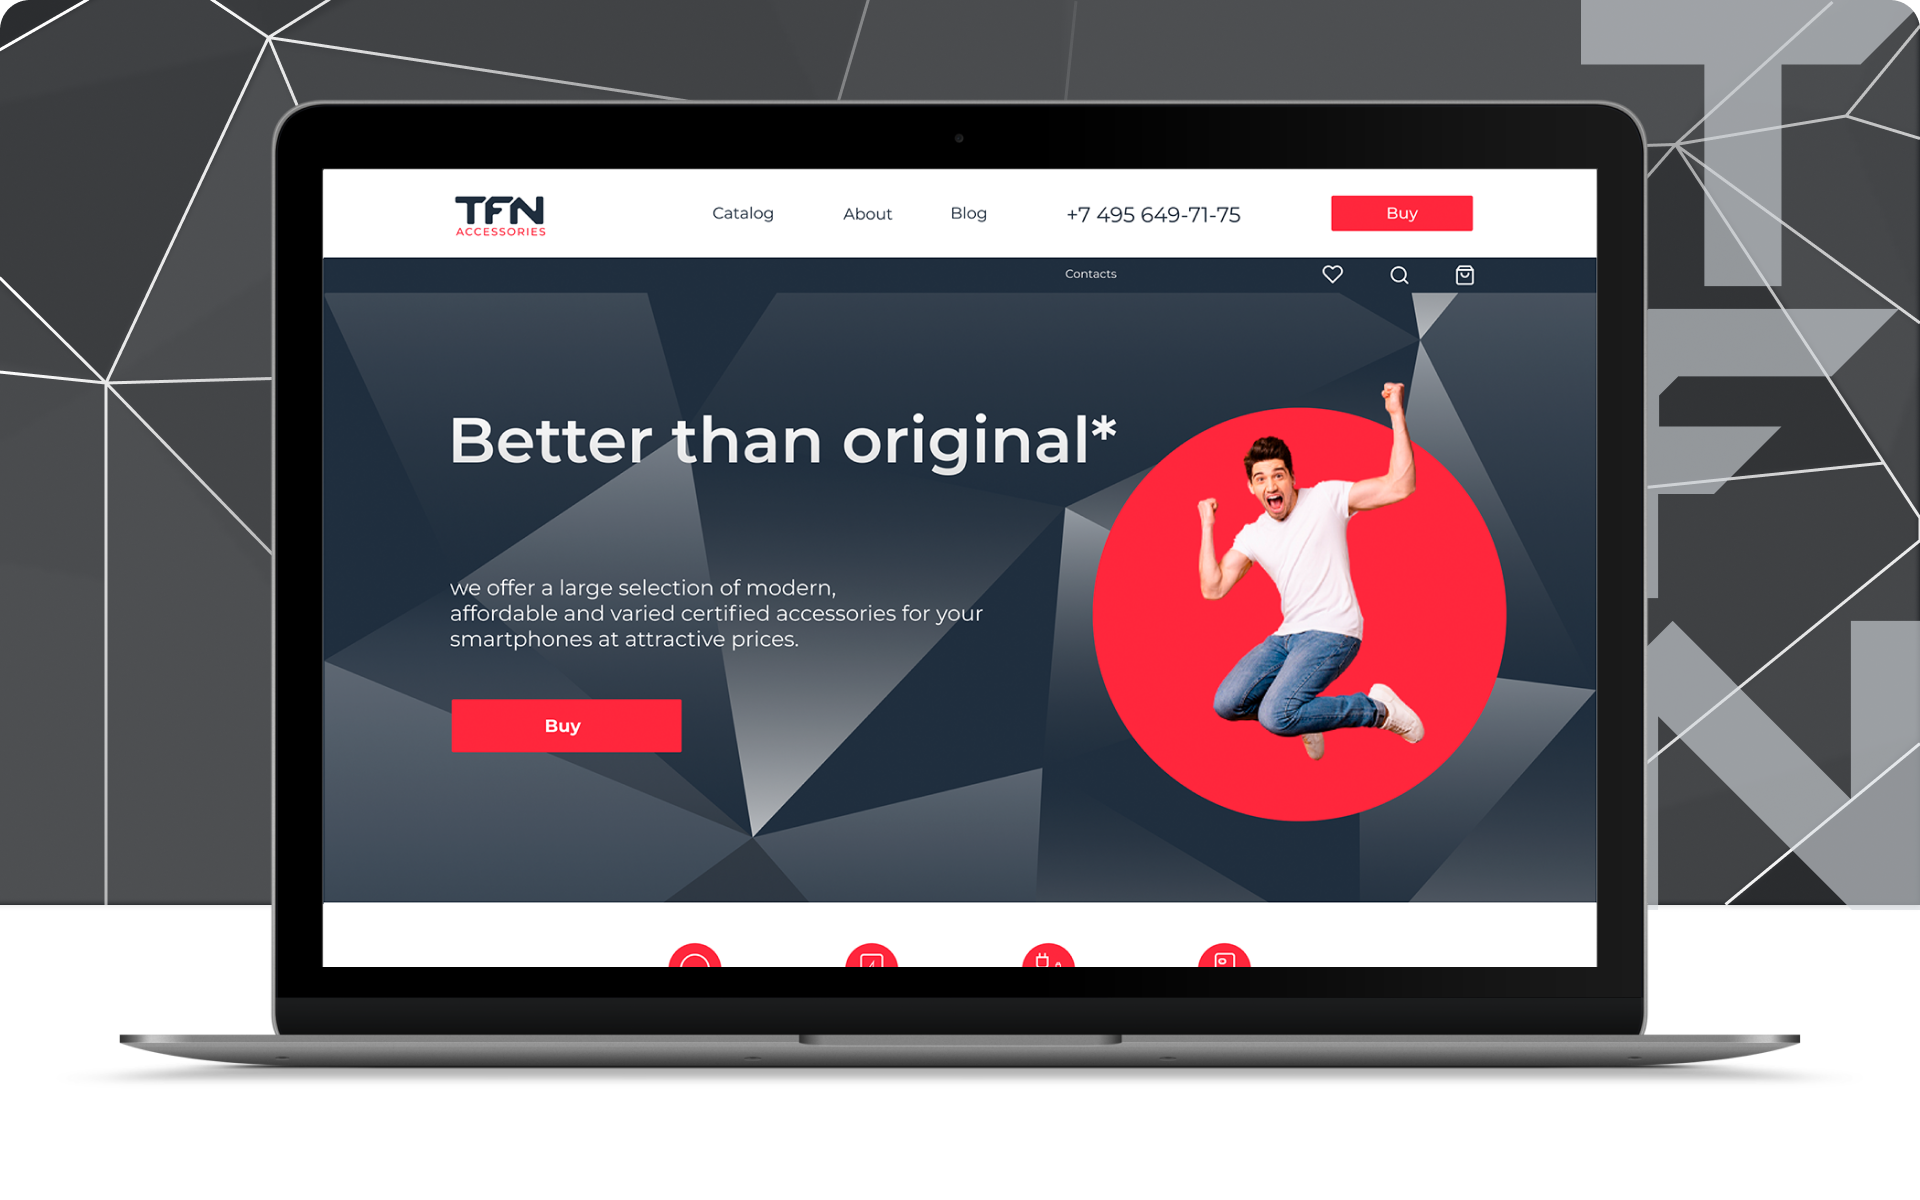 TFN
ACCESSORIES
Catalog
About
Blog
+7 495 649-71-75
Buy
Contacts
Better than original*
we offer a large selection of modern,
affordable and varied certified accessories for your
smartphones at attractive prices.
Buy
4
T
F
N